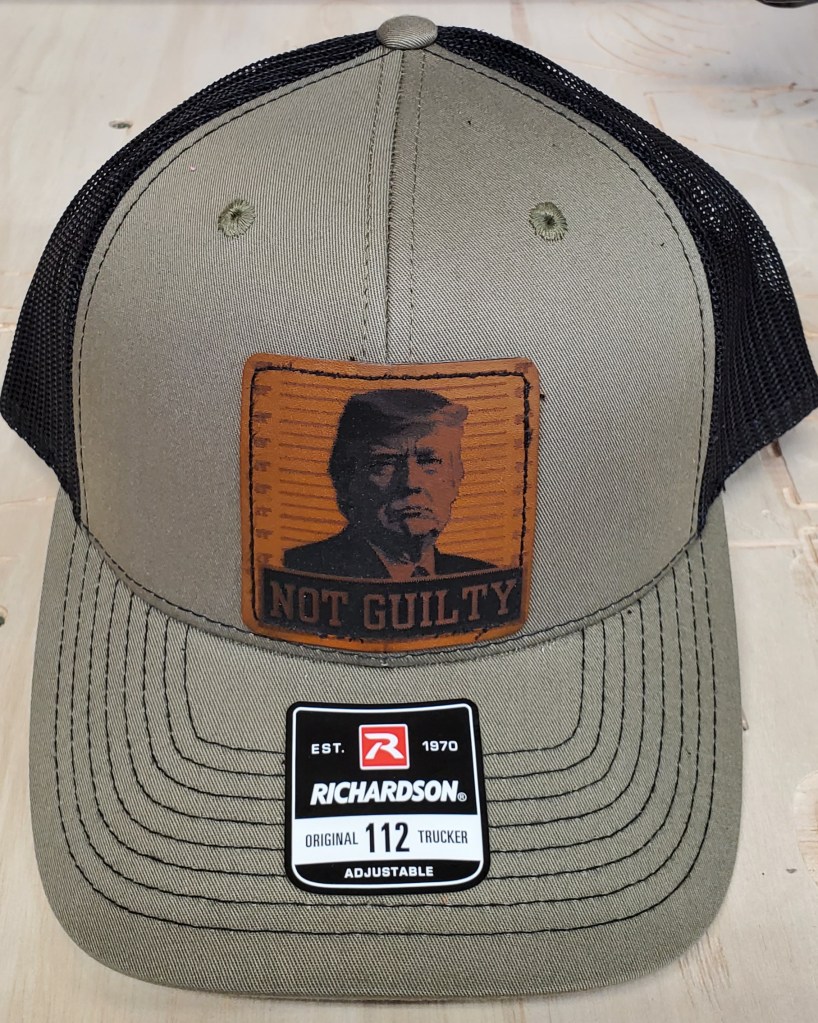 NOT GUILTY
EST. R 1970
RICHARDSON®
ORIGINAL 112 TRUCKER
ADJUSTABLE